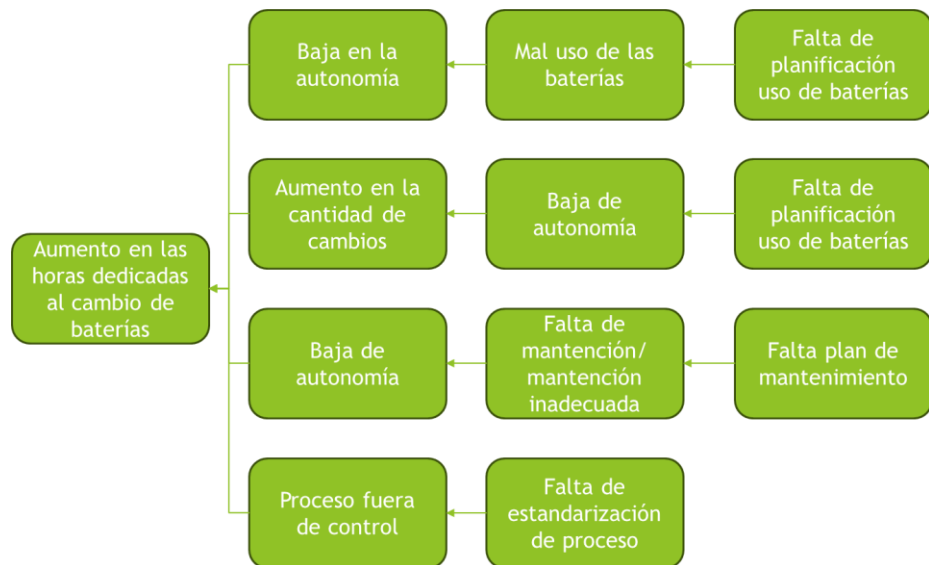 Baja en la
autonomía
Mal uso de las
baterías
Falta de
planificación
uso de baterías
Aumento en la
cantidad de
cambios
Baja de
autonomía
Falta de
planificación
uso de baterías
Aumento en las
horas dedicadas
al cambio de
baterías
Baja de
autonomía
Falta de
mantención/
mantención
inadecuada
Falta plan de
mantenimiento
Proceso fuera
de control
Falta de
estandarización
de proceso